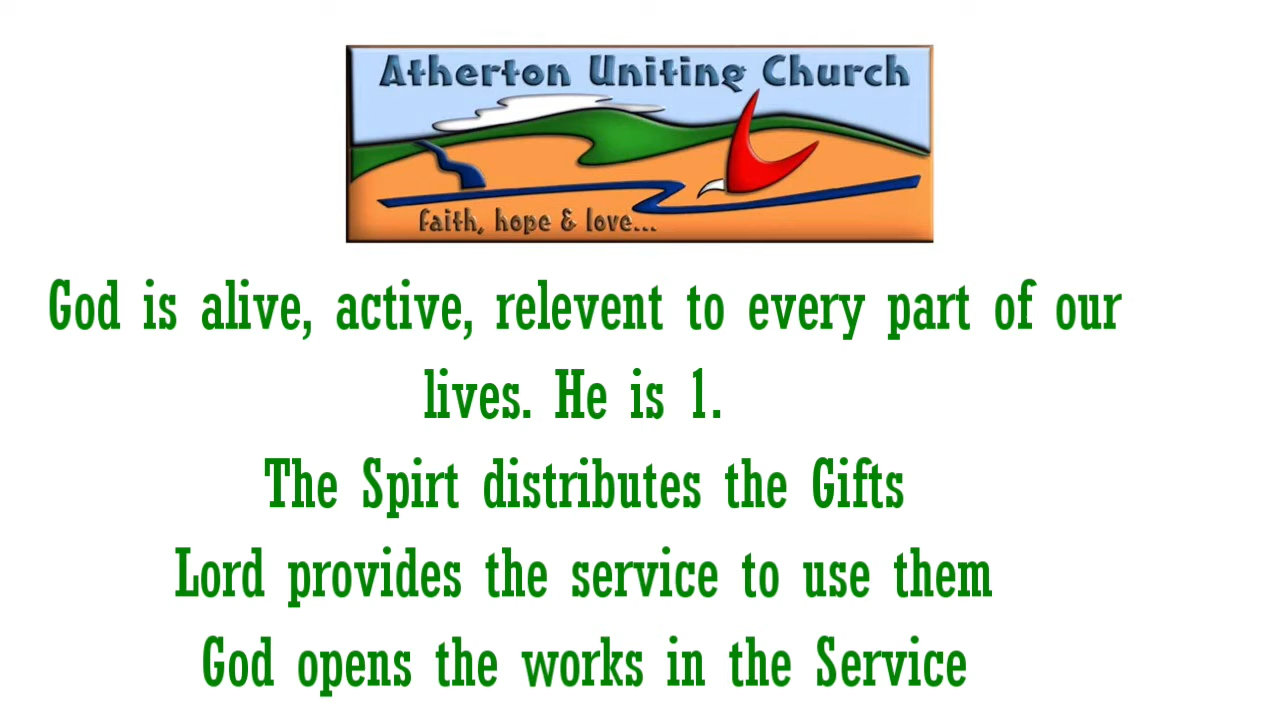 Atherton Uniting Church
faith, hope & love...
God is alive, active, relevent to every part of our
lives. He is 1.
The Spirt distributes the Gifts
Lord provides the service to use them
God opens the works in the Service